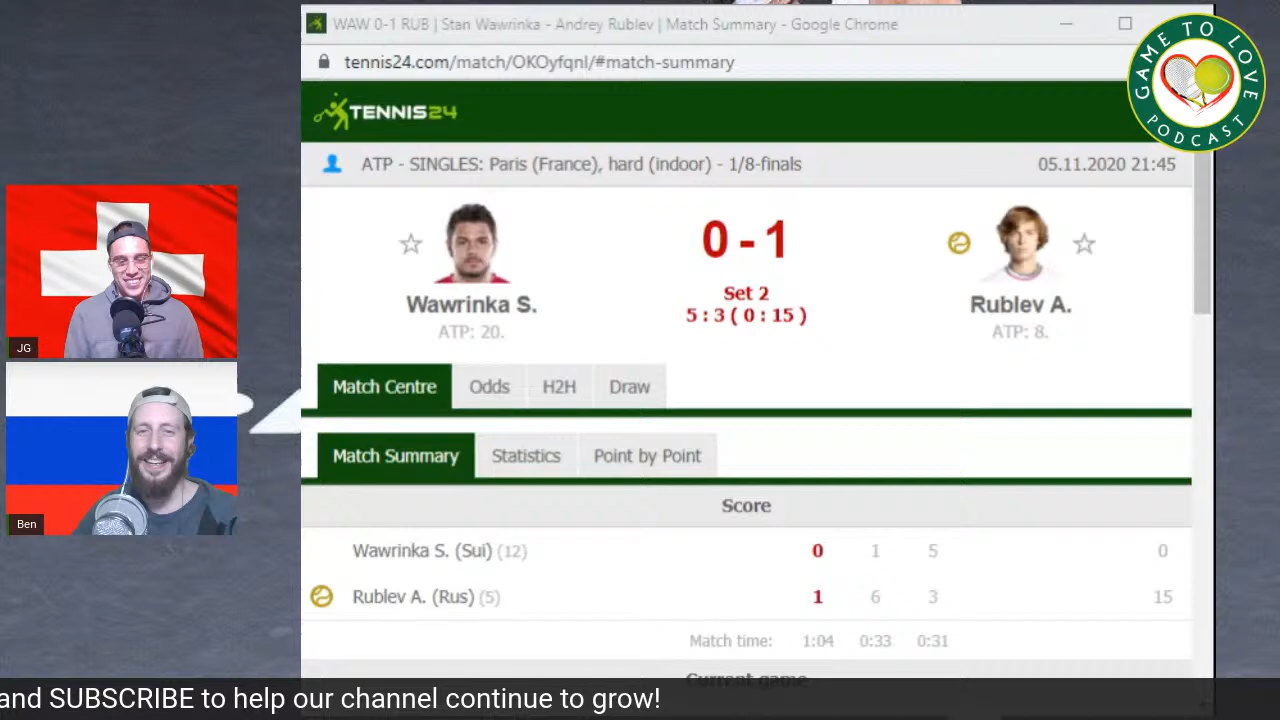 WAW 0-1 RUB | Stan Wawrinka - Andrey Rublev | Match Summary - Google Chrome
tennis24.com/match/OKOyfqnI/#match-summary
GAME TO LOVE
PODCAST
TENNIS24
ATP - SINGLES: Paris (France), hard (indoor) - 1/8-finals
05.11.2020 21:45
0 - 1
Set 2
5 : 3 ( 0 : 15 )
Wawrinka S.
ATP: 20.
Rublev A.
ATP: 8.
JG
Match Centre Odds H2H Draw
Match Summary Statistics Point by Point
Score
Ben
Wawrinka S. (Sui) (12) 0 1 5 0
Rublev A. (Rus) (5) 1 6 3 15
Match time: 1:04 0:33 0:31
Current game
and SUBSCRIBE to help our channel continue to grow!